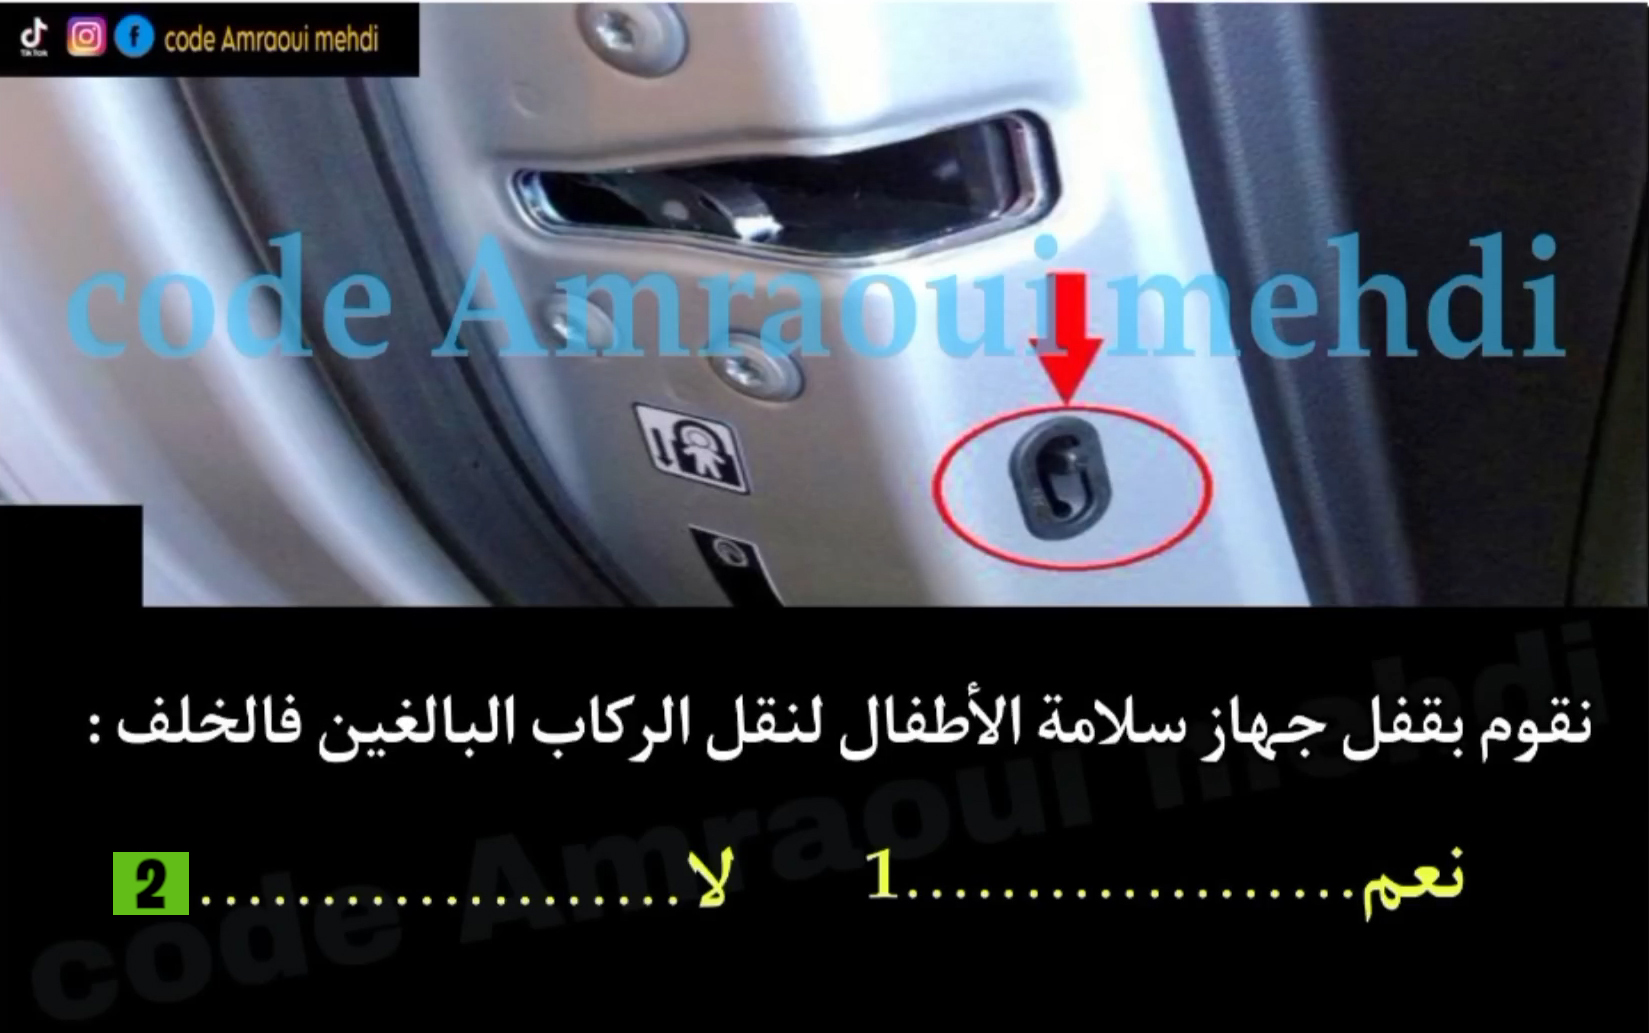 TikTok
code Amraoui mehdi
code Amraoui mehdi
نقوم بقفل جهاز سلامة الأطفال لنقل الركاب البالغين فالخلف :
نعم...................1
لا....................2
code Amraoui mehdi